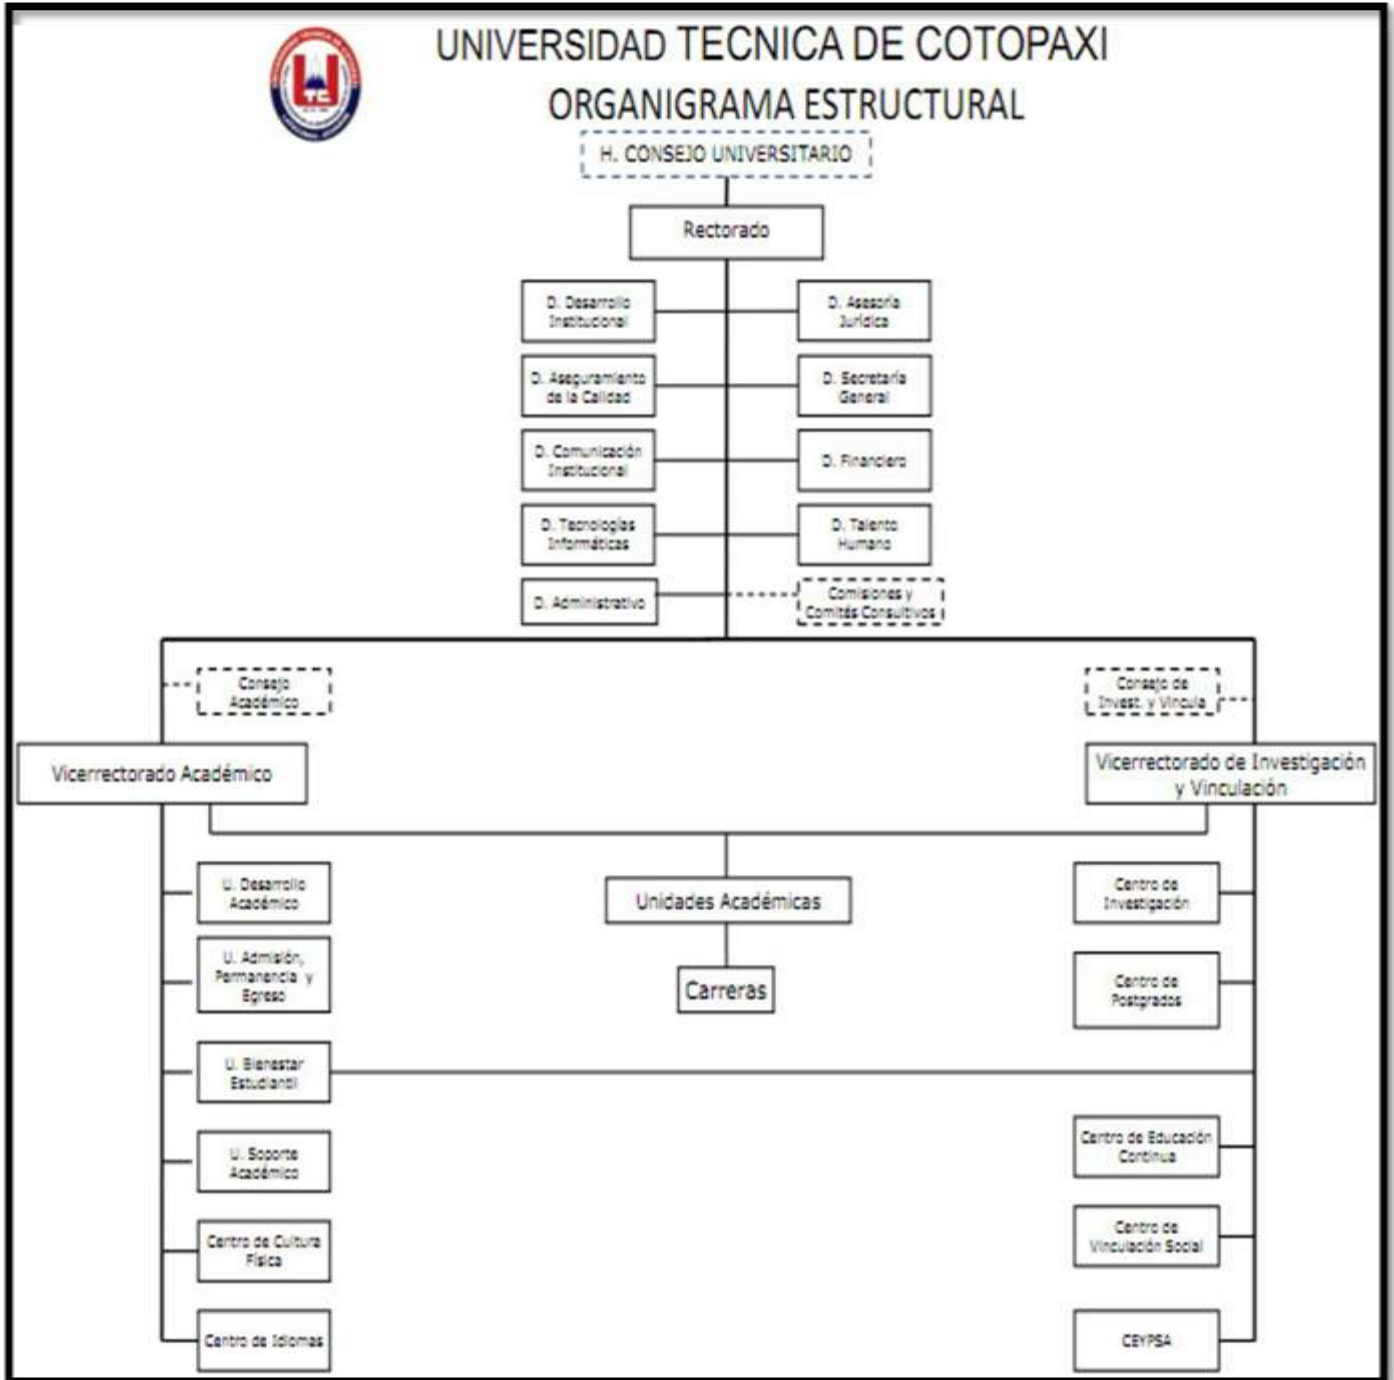 UNIVERSIDAD TECNICA DE COTOPAXI
ORGANIGRAMA ESTRUCTURAL
H. CONSEJO UNIVERSITARIO
Rectorado
D. Desarrollo
Institucional
D. Asesoría
Jurídica
D. Aseguramiento
de la Calidad
D. Secretaría
General
D. Comunicación
Institucional
D. Financiero
D. Tecnologías
Informáticas
D. Talento
Humano
D. Administrativo
Comisiones y
Comités Consultivos
Consejo
Académico
Consejo de
Invest. y Vincula
Vicerrectorado Académico
Vicerrectorado de Investigación
y Vinculación
U. Desarrollo
Académico
Unidades Académicas
Centro de
Investigación
U. Admisión,
Permanencia y
Egreso
Carreras
Centro de
Postgrados
U. Bienestar
Estudiantil
U. Soporte
Académico
Centro de Educación
Continua
Centro de Cultura
Física
Centro de
Vinculación Social
Centro de Idiomas
CEYPSA